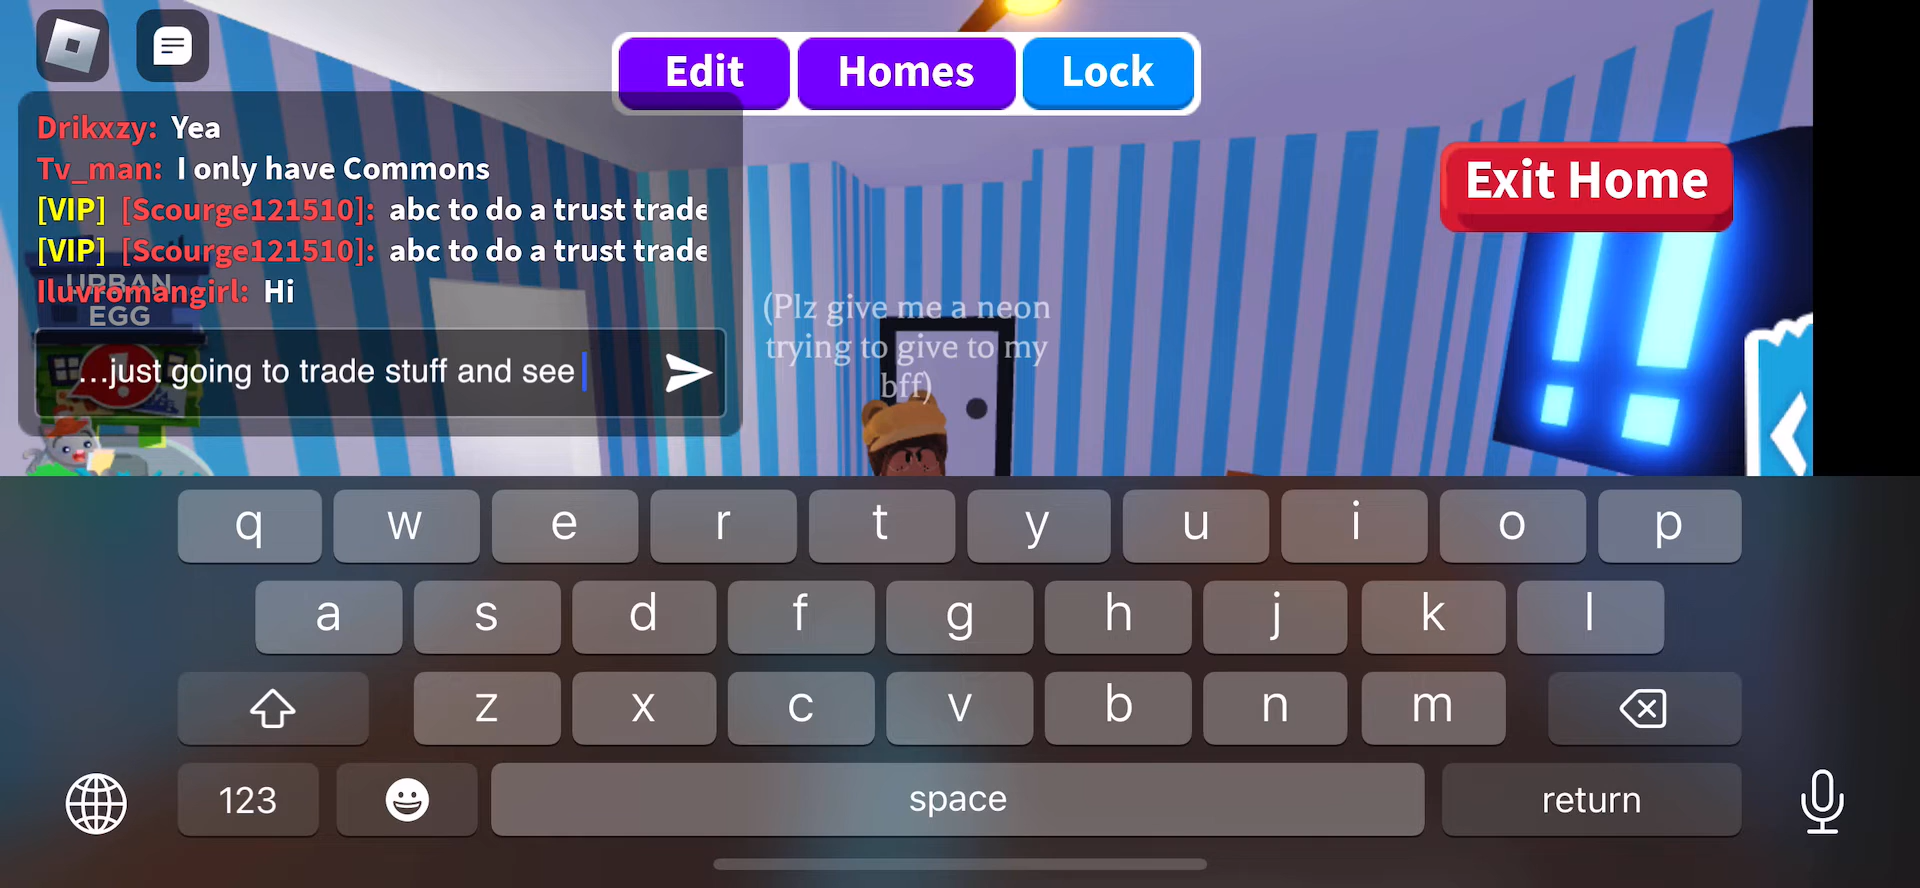 Edit Homes Lock
Drikxzy: Yea
Tv_man: I only have Commons
[VIP] [Scourge121510]: abc to do a trust trade
[VIP] [Scourge121510]: abc to do a trust trade
Iluvromangirl: Hi
URBAN
EGG
...just going to trade stuff and see
Exit Home
!!
(Plz give me a neon
trying to give to my
bff)
q w e r t y u i o p
a s d f g h j k l
z x c v b n m
123 space return